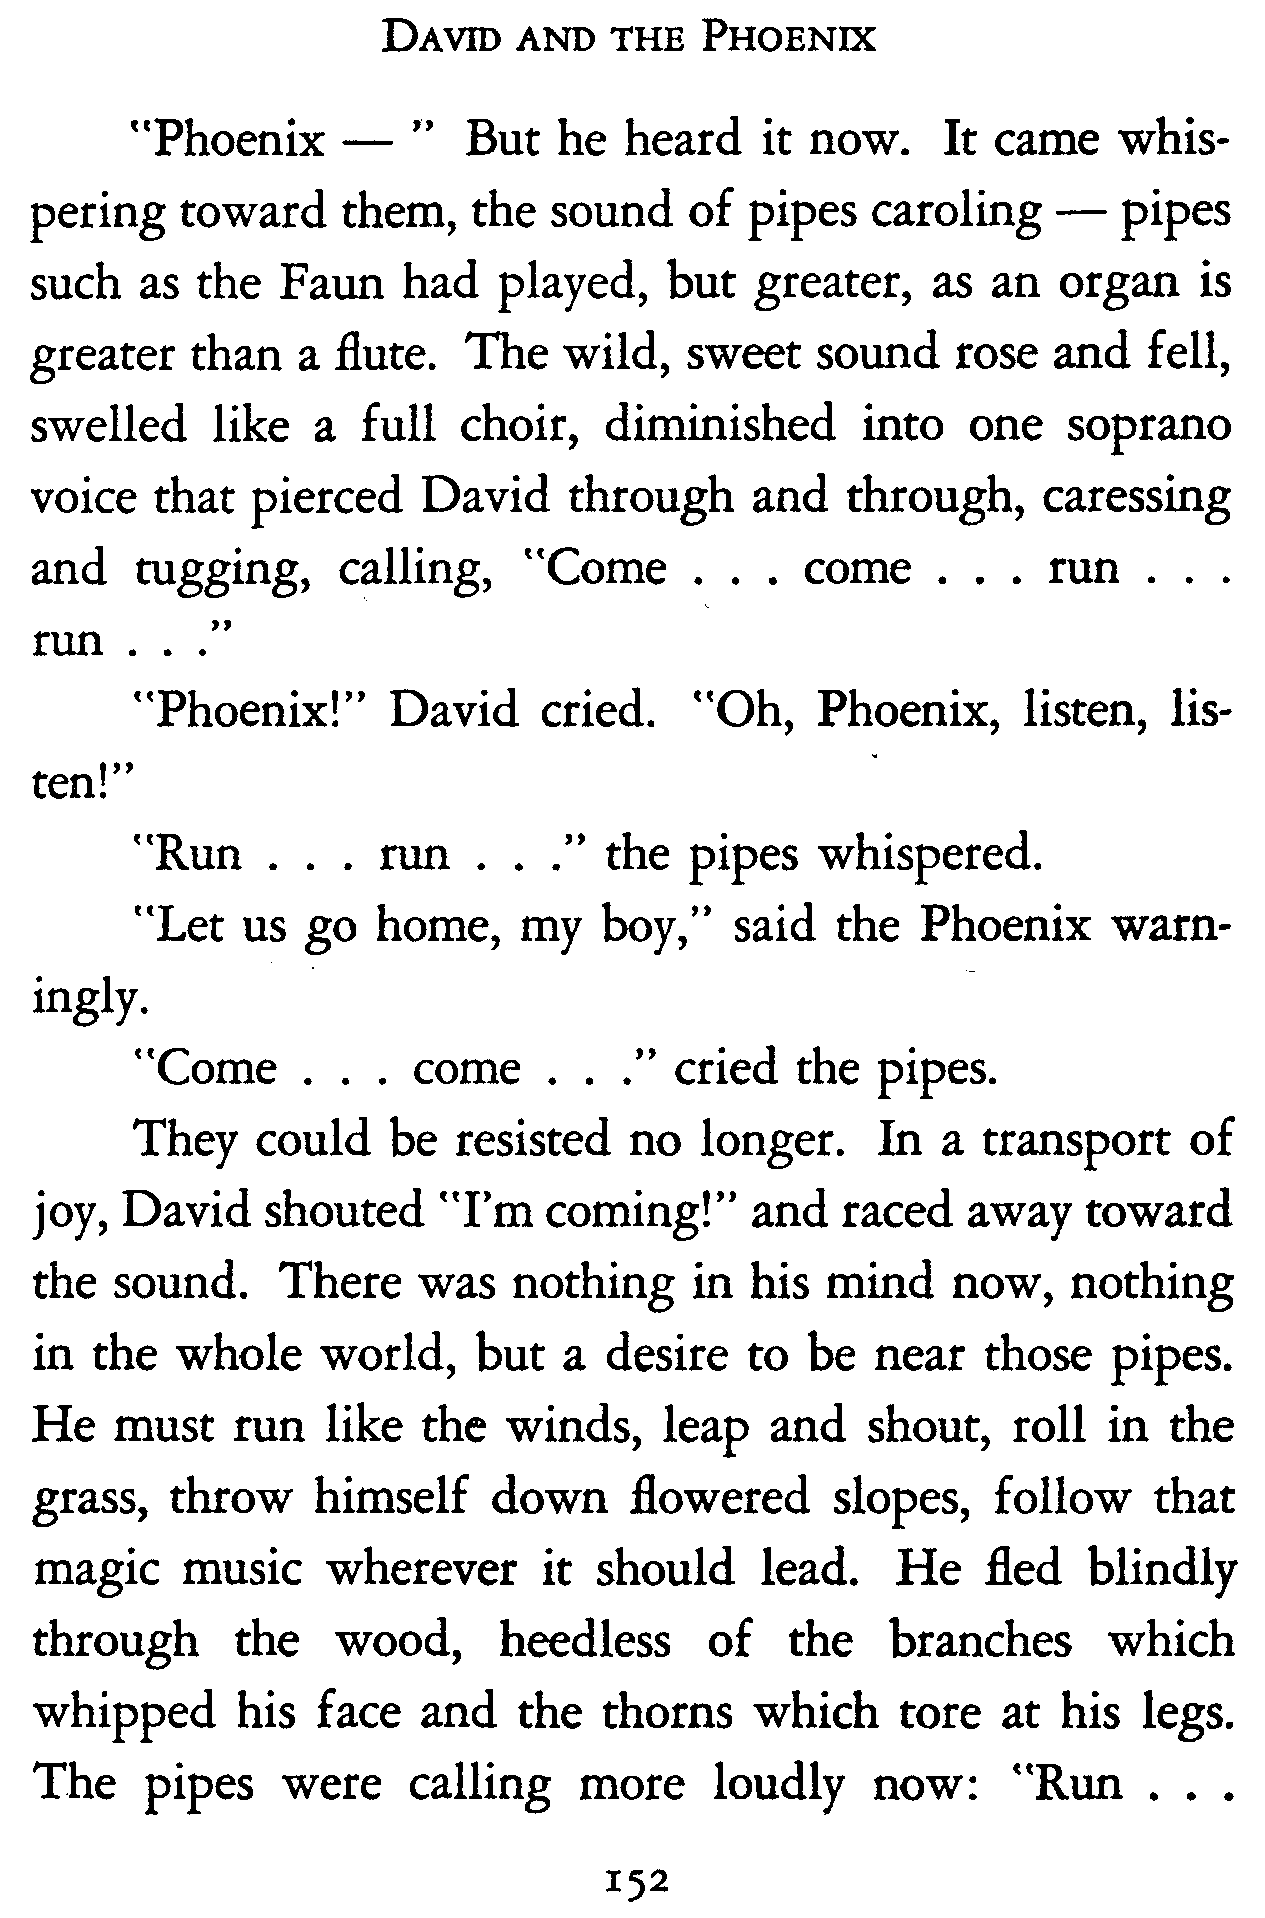 DAVID AND THE PHOENIX
"Phoenix — " But he heard it now. It came whis-
pering toward them, the sound of pipes caroling — pipes
such as the Faun had played, but greater, as an organ is
greater than a flute. The wild, sweet sound rose and fell,
swelled like a full choir, diminished into one soprano
voice that pierced David through and through, caressing
and tugging, calling, "Come . . . come . . . run . . .
run . . ."
"Phoenix!" David cried. "Oh, Phoenix, listen, lis-
ten!"
"Run . . . run . . ." the pipes whispered.
"Let us go home, my boy," said the Phoenix warn-
ingly.
"Come . . . come . . ." cried the pipes.
They could be resisted no longer. In a transport of
joy, David shouted "I'm coming!" and raced away toward
the sound. There was nothing in his mind now, nothing
in the whole world, but a desire to be near those pipes.
He must run like the winds, leap and shout, roll in the
grass, throw himself down flowered slopes, follow that
magic music wherever it should lead. He fled blindly
through the wood, heedless of the branches which
whipped his face and the thorns which tore at his legs.
The pipes were calling more loudly now: "Run . . .
152